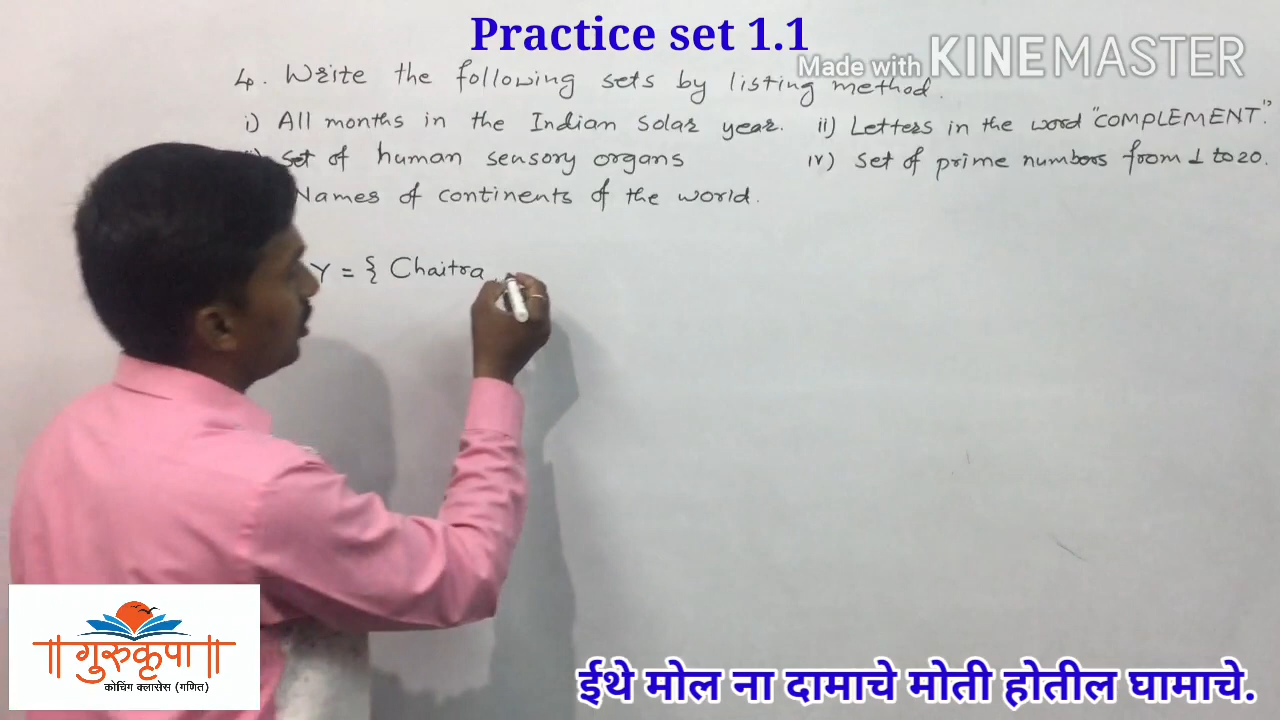 Practice set 1.1
Made with KINEMASTER
4. Write the following sets by listing method.
i) All months in the Indian solar year. ii) Letters in the word "COMPLEMENT."
) Set of human sensory organs iv) Set of prime numbers from 1 to 20.
Names of continents of the world.
Y = { Chaitra,
|| गुरुकृपा ||
कोचिंग क्लासेस (गणित)
ईथे मोल ना दामाचे मोती होतील घामाचे.